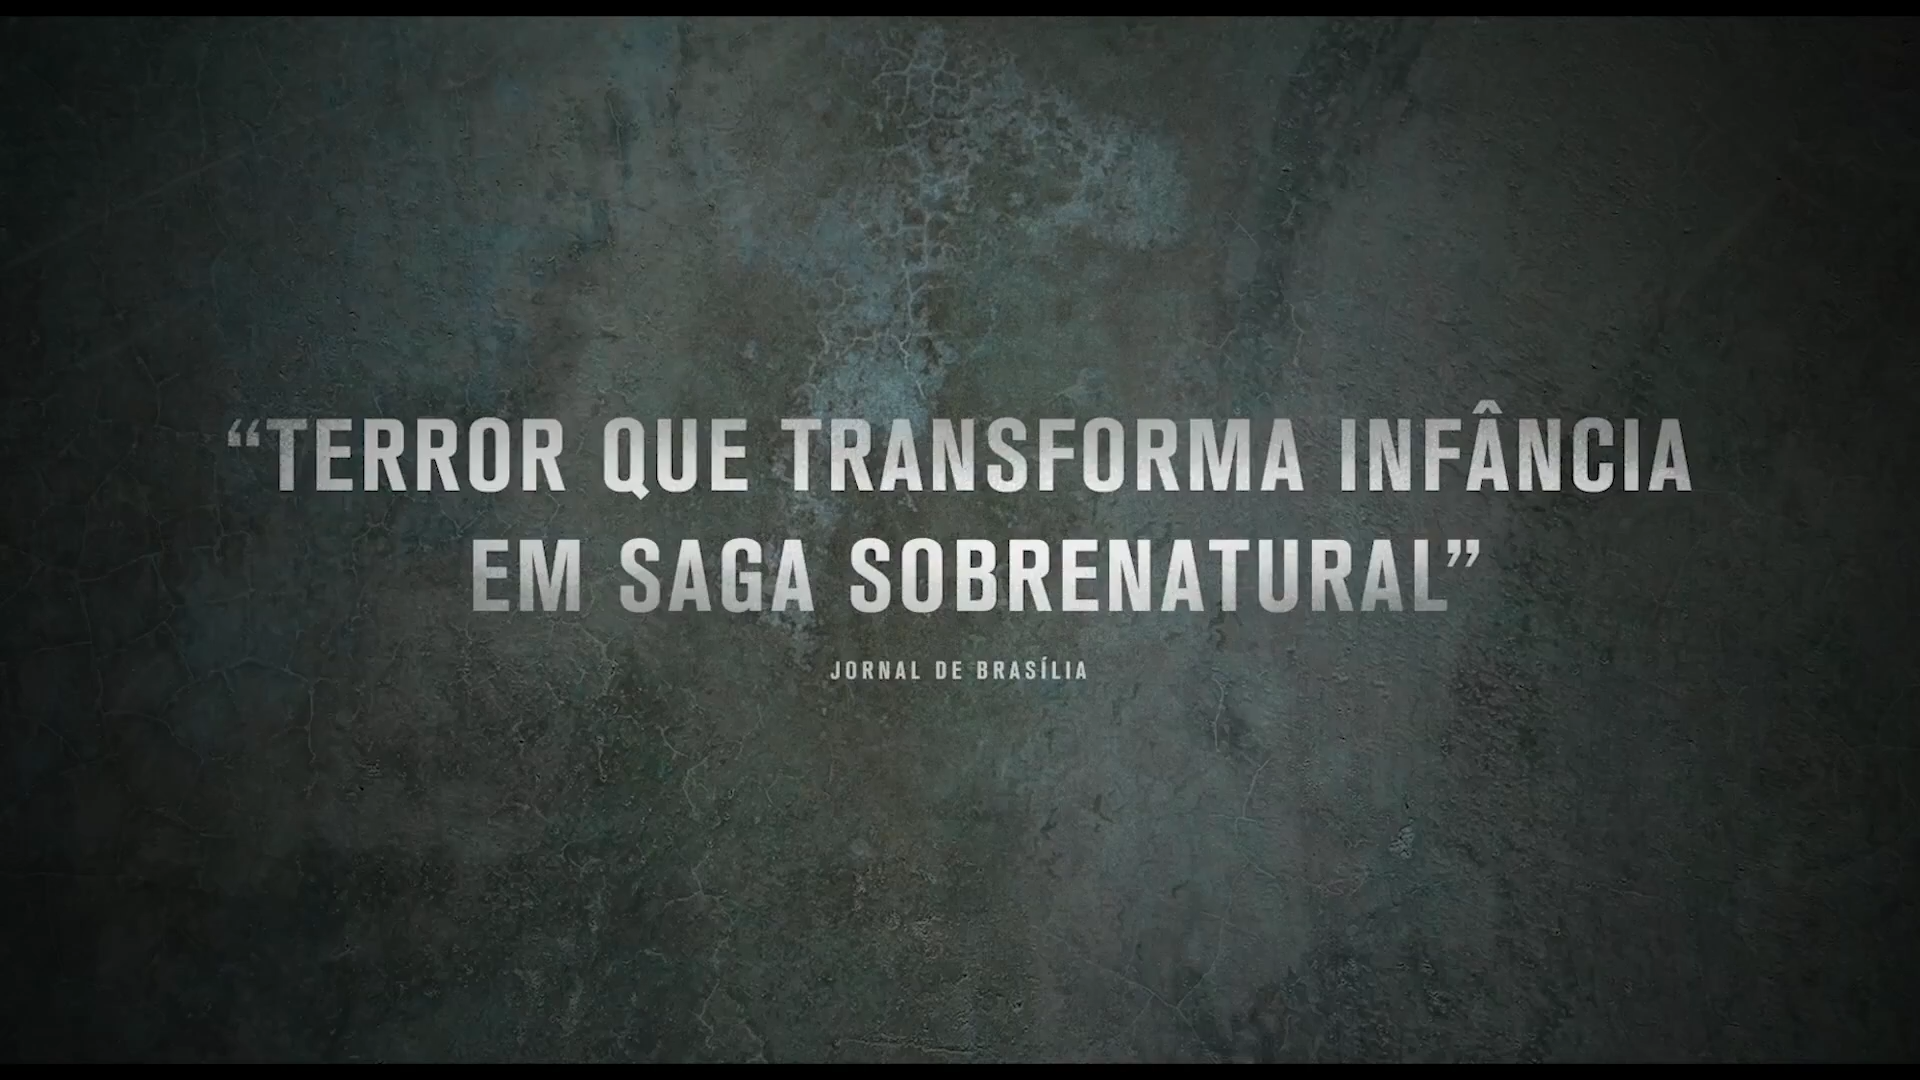 “TERROR QUE TRANSFORMA INFÂNCIA
EM SAGA SOBRENATURAL”
JORNAL DE BRASÍLIA